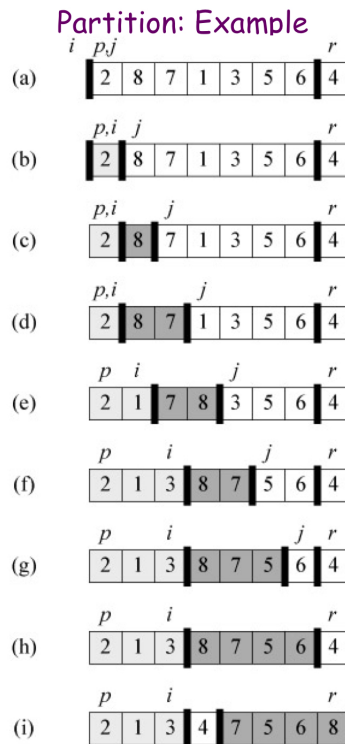 Partition: Example
i p,j r
(a) 2 8 7 1 3 5 6 4
p,i j r
(b) 2 8 7 1 3 5 6 4
p,i j r
(c) 2 8 7 1 3 5 6 4
p,i j r
(d) 2 8 7 1 3 5 6 4
p i j r
(e) 2 1 7 8 3 5 6 4
p i j r
(f) 2 1 3 8 7 5 6 4
p i j r
(g) 2 1 3 8 7 5 6 4
p i r
(h) 2 1 3 8 7 5 6 4
p i r
(i) 2 1 3 4 7 5 6 8